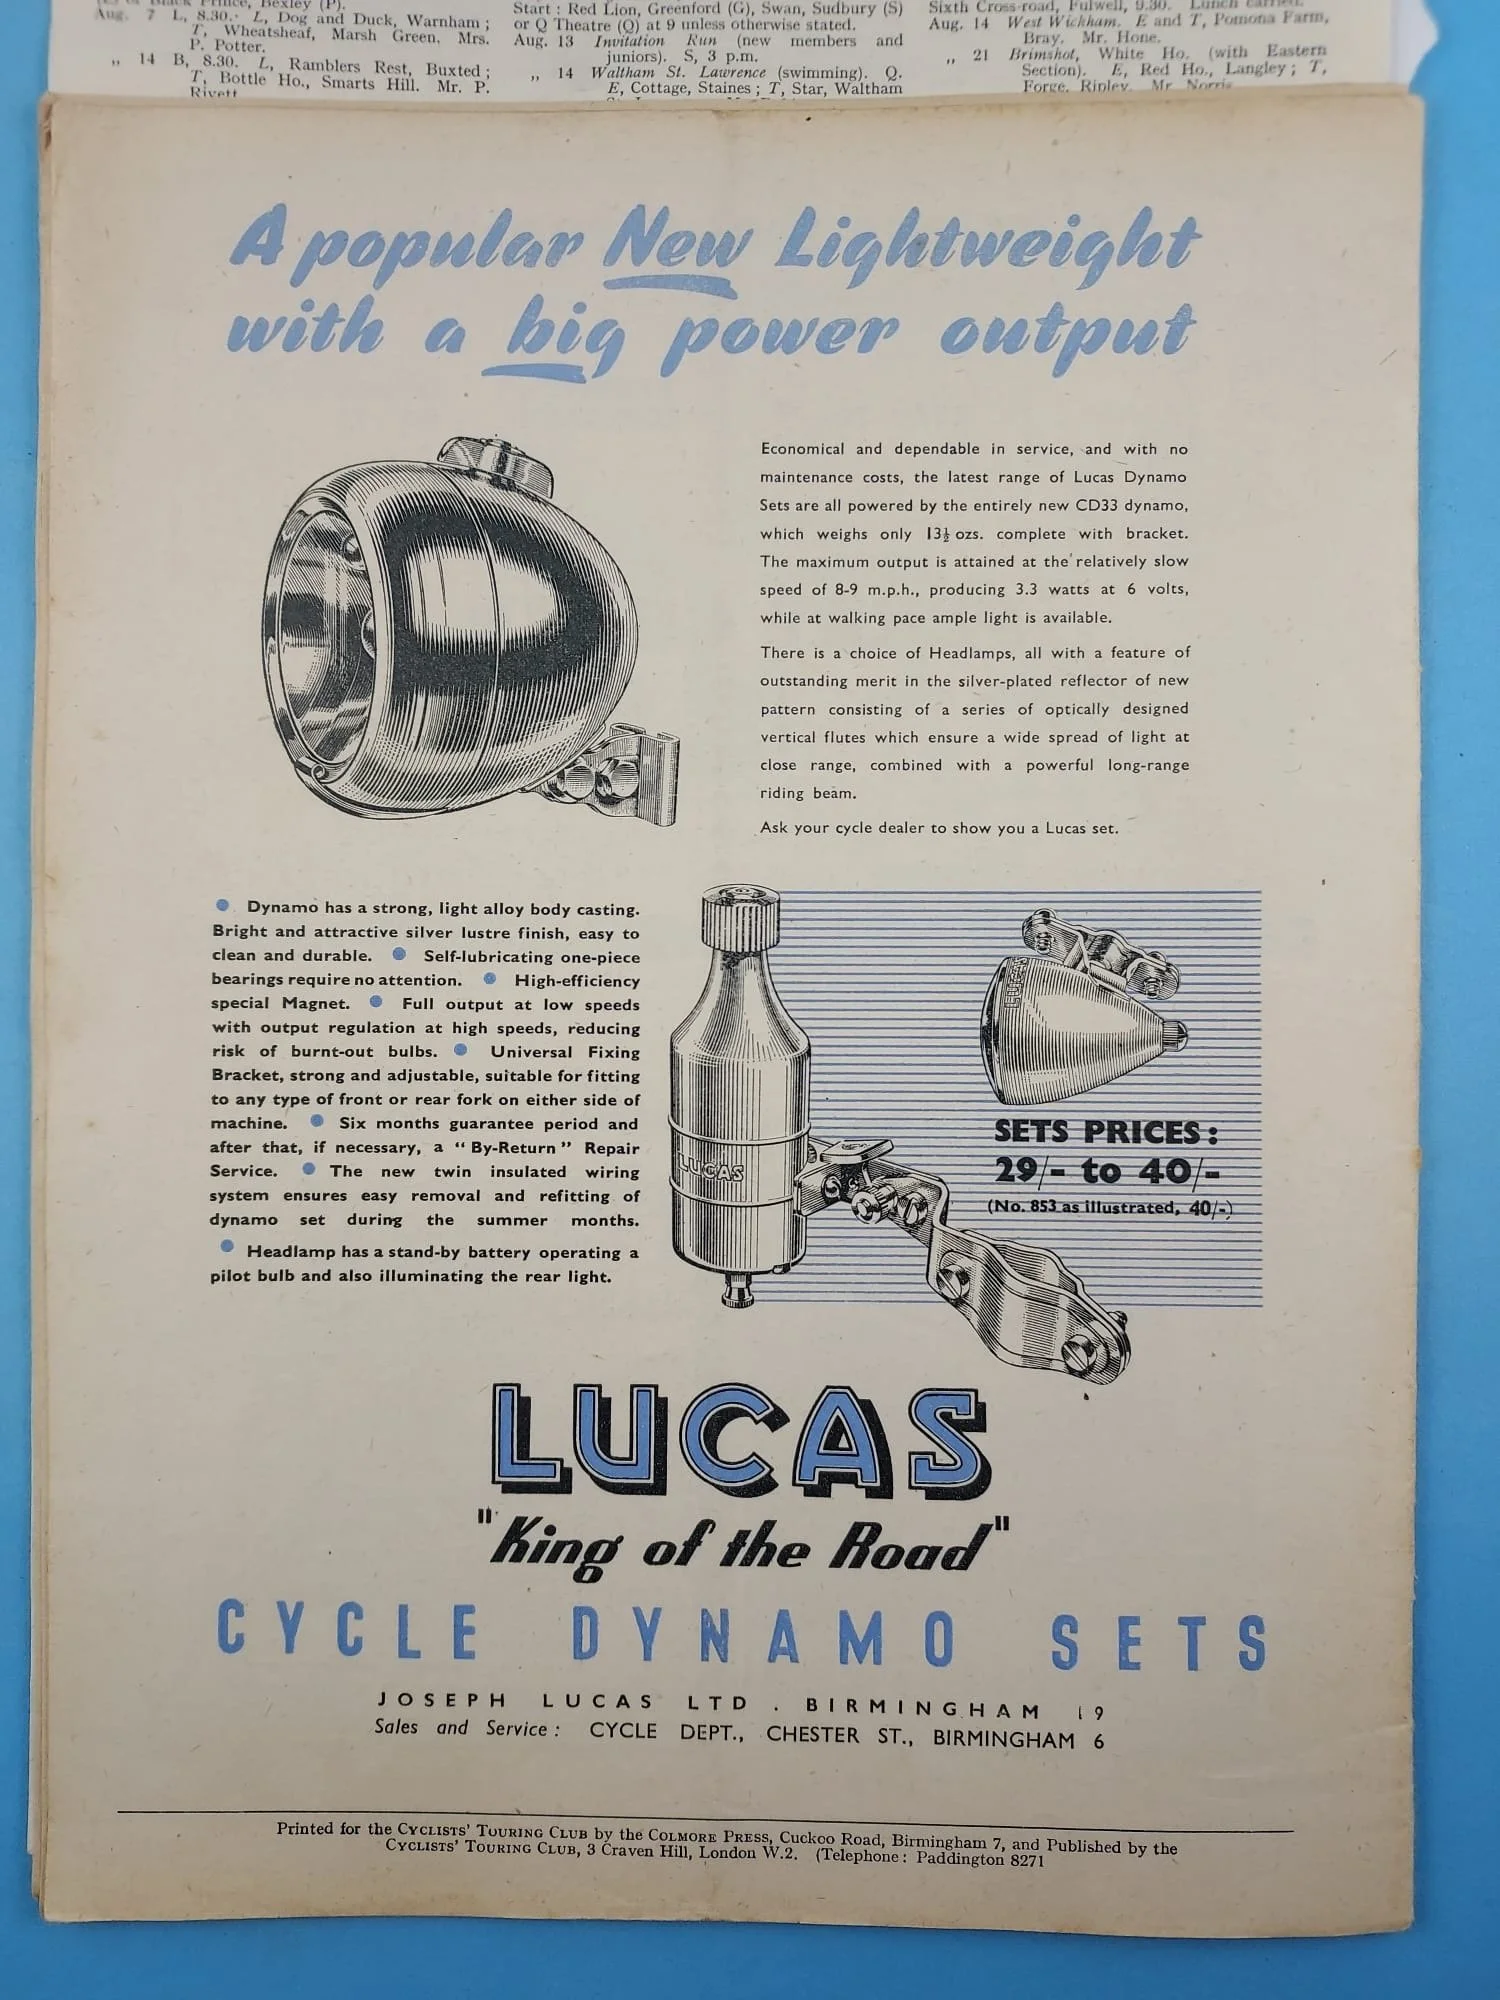 Prince, Bexley (P).
Aug. 7 L, 8.30. L, Dog and Duck, Warnham;
T, Wheatsheaf, Marsh Green. Mrs.
P. Potter.
„ 14 B, 8.30. L, Ramblers Rest, Buxted;
T, Bottle Ho., Smarts Hill. Mr. P.
Rivett
Start: Red Lion, Greenford (G), Swan, Sudbury (S)
or Q Theatre (Q) at 9 unless otherwise stated.
Aug. 13 Invitation Run (new members and
juniors). S, 3 p.m.
„ 14 Waltham St. Lawrence (swimming). Q.
E, Cottage, Staines; T, Star, Waltham
Sixth Cross-road, Fulwell, 9.30. Lunch carried.
Aug. 14 West Wickham. E and T, Pomona Farm,
Bray. Mr. Hone.
„ 21 Brimshot, White Ho. (with Eastern
Section). E, Red Ho., Langley; T,
Forge, Ripley. Mr. Norris
A popular New Lightweight
with a big power output
Economical and dependable in service, and with no
maintenance costs, the latest range of Lucas Dynamo
Sets are all powered by the entirely new CD33 dynamo,
which weighs only 13½ ozs. complete with bracket.
The maximum output is attained at the relatively slow
speed of 8-9 m.p.h., producing 3.3 watts at 6 volts,
while at walking pace ample light is available.
There is a choice of Headlamps, all with a feature of
outstanding merit in the silver-plated reflector of new
pattern consisting of a series of optically designed
vertical flutes which ensure a wide spread of light at
close range, combined with a powerful long-range
riding beam.
Ask your cycle dealer to show you a Lucas set.
● Dynamo has a strong, light alloy body casting.
Bright and attractive silver lustre finish, easy to
clean and durable. ● Self-lubricating one-piece
bearings require no attention. ● High-efficiency
special Magnet. ● Full output at low speeds
with output regulation at high speeds, reducing
risk of burnt-out bulbs. ● Universal Fixing
Bracket, strong and adjustable, suitable for fitting
to any type of front or rear fork on either side of
machine. ● Six months guarantee period and
after that, if necessary, a “By-Return” Repair
Service. ● The new twin insulated wiring
system ensures easy removal and refitting of
dynamo set during the summer months.
● Headlamp has a stand-by battery operating a
pilot bulb and also illuminating the rear light.
LUCAS
LUCAS
SETS PRICES:
29/- to 40/-
(No. 853 as illustrated, 40/-)
LUCAS
"King of the Road"
CYCLE DYNAMO SETS
JOSEPH LUCAS LTD . BIRMINGHAM 19
Sales and Service: CYCLE DEPT., CHESTER ST., BIRMINGHAM 6
Printed for the CYCLISTS' TOURING CLUB by the COLMORE PRESS, Cuckoo Road, Birmingham 7, and Published by the
CYCLISTS' TOURING CLUB, 3 Craven Hill, London W.2. (Telephone: Paddington 8271